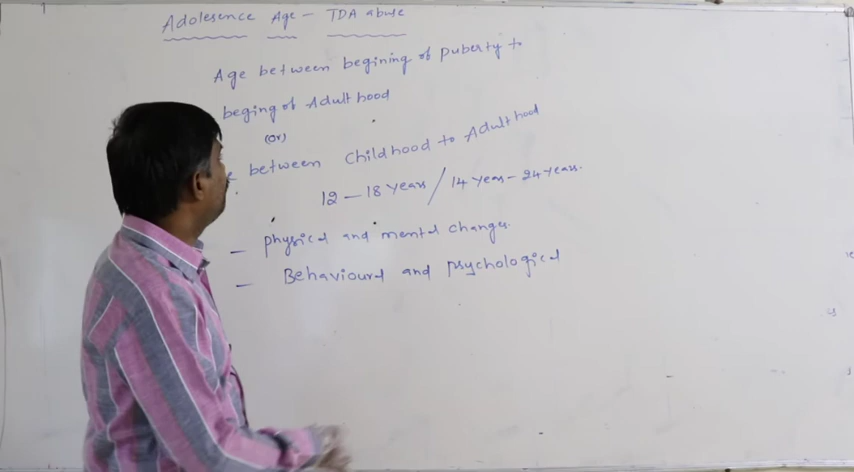 Adolesence Age - TDA abuse
Age between begining of puberty to
beging of Adulthood
(or)
between childhood to Adulthood
12 - 18 years / 14 years - 24 years.
- physical and mental changes.
- Behavioural and psychological